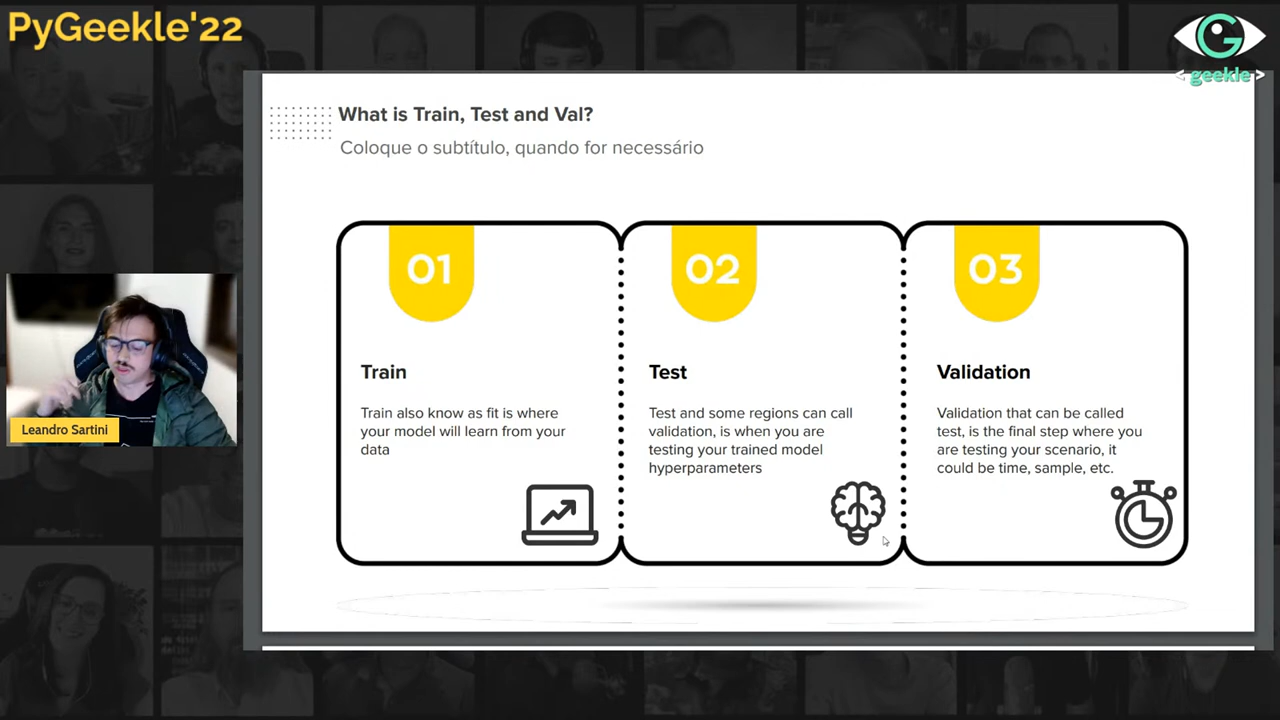 PyGeekle'22
G
< geekle >
What is Train, Test and Val?
Coloque o subtítulo, quando for necessário
01
02
03
Train
Train also know as fit is where
your model will learn from your
data
Test
Test and some regions can call
validation, is when you are
testing your trained model
hyperparameters
Validation
Validation that can be called
test, is the final step where you
are testing your scenario, it
could be time, sample, etc.
Leandro Sartini